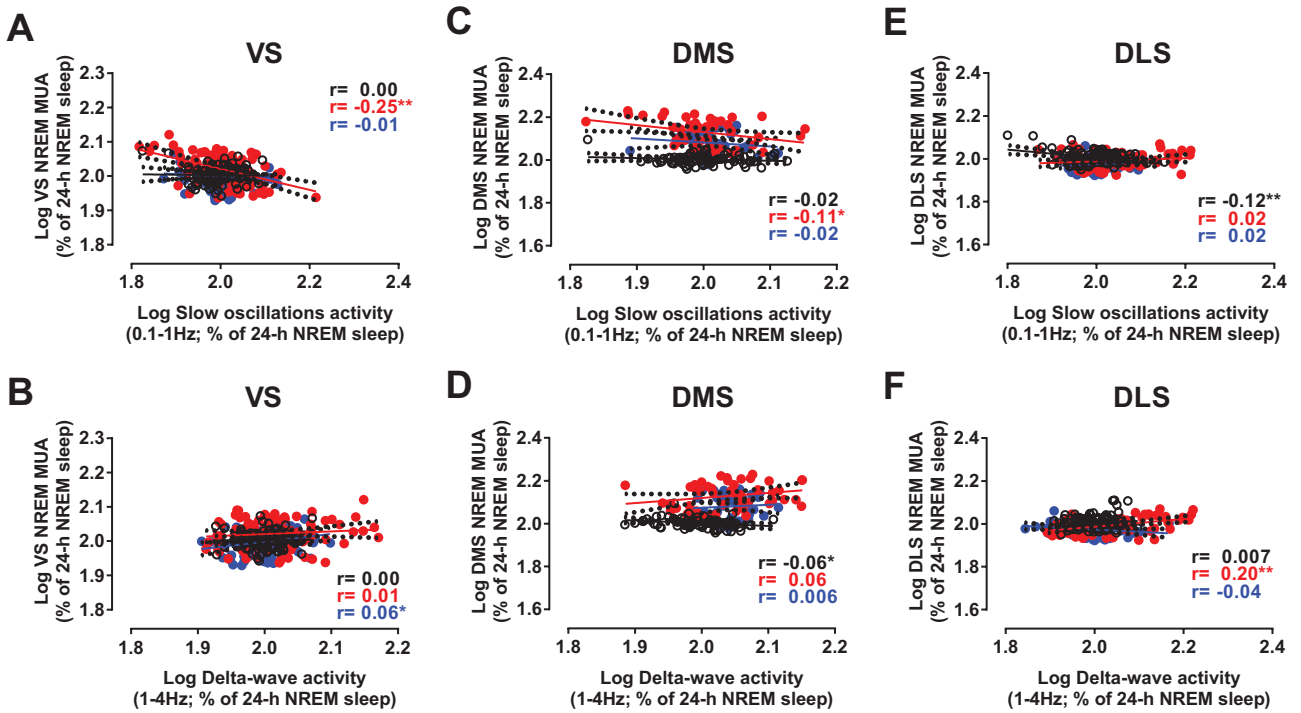 A
VS
Log VS NREM MUA
(% of 24-h NREM sleep)
2.3
2.2
2.1
2.0
1.9
1.8
r= 0.00
r= -0.25**
r= -0.01
1.8 2.0 2.2 2.4
Log Slow oscillations activity
(0.1-1Hz; % of 24-h NREM sleep)
C
DMS
Log DMS NREM MUA
(% of 24-h NREM sleep)
2.4
2.2
2.0
1.8
1.6
r= -0.02
r= -0.11*
r= -0.02
1.8 1.9 2.0 2.1 2.2
Log Slow oscillations activity
(0.1-1Hz; % of 24-h NREM sleep)
E
DLS
Log DLS NREM MUA
(% of 24-h NREM sleep)
2.4
2.2
2.0
1.8
1.6
r= -0.12**
r= 0.02
r= 0.02
1.8 2.0 2.2 2.4
Log Slow oscillations activity
(0.1-1Hz; % of 24-h NREM sleep)
B
VS
Log VS NREM MUA
(% of 24-h NREM sleep)
2.3
2.2
2.1
2.0
1.9
1.8
r= 0.00
r= 0.01
r= 0.06*
1.9 2.0 2.1 2.2
Log Delta-wave activity
(1-4Hz; % of 24-h NREM sleep)
D
DMS
Log DMS NREM MUA
(% of 24-h NREM sleep)
2.4
2.2
2.0
1.8
1.6
r= -0.06*
r= 0.06
r= 0.006
1.8 1.9 2.0 2.1 2.2
Log Delta-wave activity
(1-4Hz; % of 24-h NREM sleep)
F
DLS
Log DLS NREM MUA
(% of 24-h NREM sleep)
2.4
2.2
2.0
1.8
1.6
r= 0.007
r= 0.20**
r= -0.04
1.8 2.0 2.2 2.4
Log Delta-wave activity
(1-4Hz; % of 24-h NREM sleep)